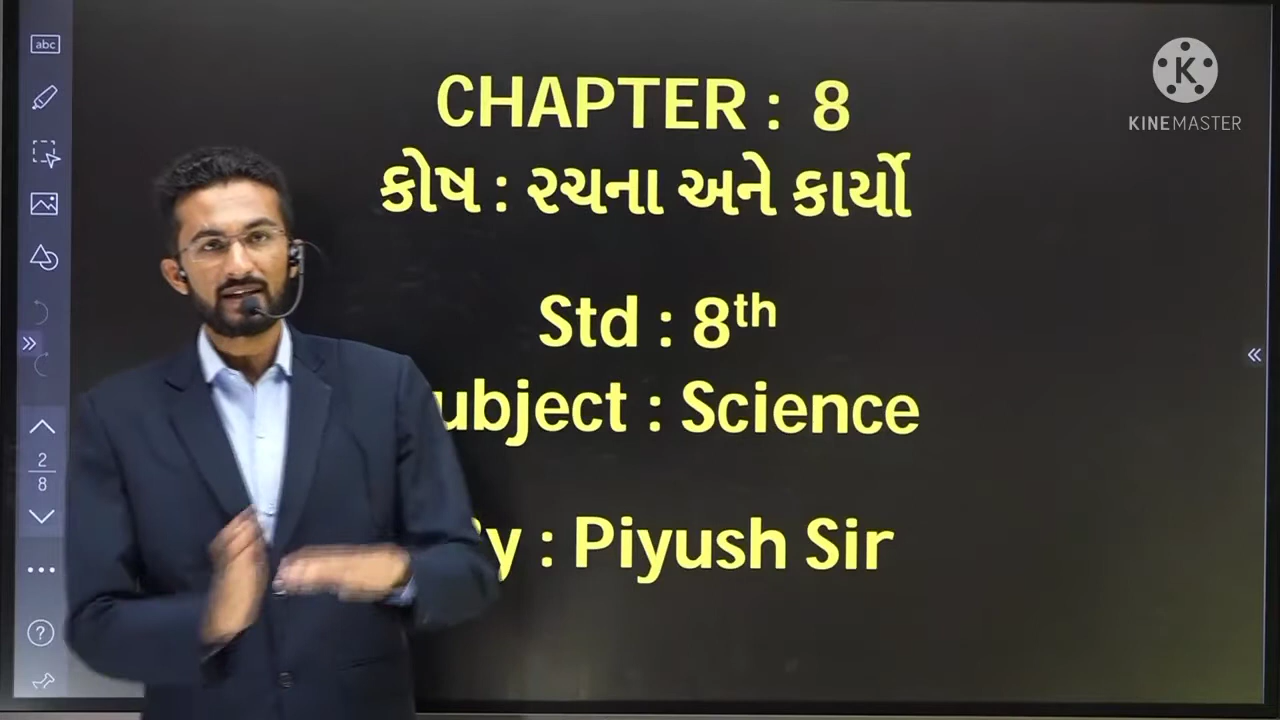 abc
KINEMASTER
CHAPTER : 8
કોષ : રચના અને કાર્યો
Std : 8th
ubject : Science
y : Piyush Sir
2
8